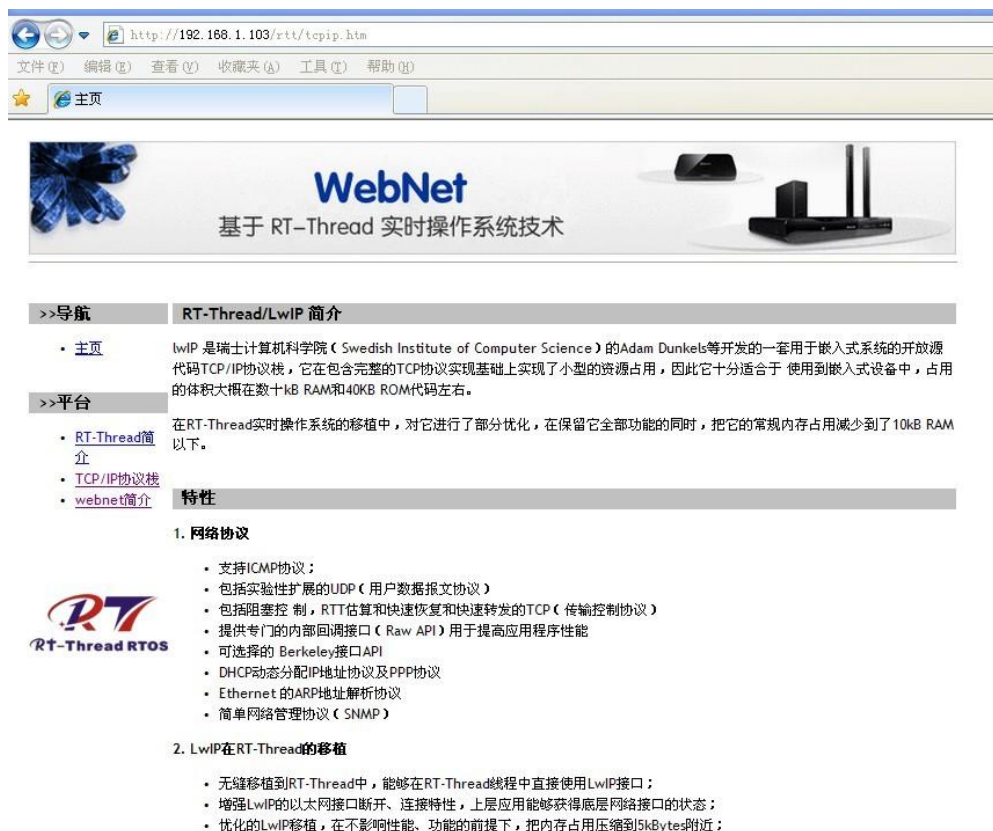 http://192.168.1.103/rtt/tcpip.htm
文件(F) 编辑(E) 查看(V) 收藏夹(A) 工具(T) 帮助(H)
主页
WebNet
基于 RT-Thread 实时操作系统技术
>>导航
• 主页
>>平台
• RT-Thread简
介
• TCP/IP协议栈
• webnet简介
RT-Thread RTOS
RT-Thread/LwIP 简介
lwIP 是瑞士计算机科学院(Swedish Institute of Computer Science)的Adam Dunkels等开发的一套用于嵌入式系统的开放源
代码TCP/IP协议栈,它在包含完整的TCP协议实现基础上实现了小型的资源占用,因此它十分适合于 使用到嵌入式设备中,占用
的体积大概在数十kB RAM和40KB ROM代码左右。
在RT-Thread实时操作系统的移植中,对它进行了部分优化,在保留它全部功能的同时,把它的常规内存占用减少到了10kB RAM
以下。
特性
1. 网络协议
• 支持ICMP协议;
• 包括实验性扩展的UDP(用户数据报文协议)
• 包括阻塞控 制,RTT估算和快速恢复和快速转发的TCP(传输控制协议)
• 提供专门的内部回调接口(Raw API)用于提高应用程序性能
• 可选择的 Berkeley接口API
• DHCP动态分配IP地址协议及PPP协议
• Ethernet 的ARP地址解析协议
• 简单网络管理协议(SNMP)
2. LwIP在RT-Thread的移植
• 无缝移植到RT-Thread中,能够在RT-Thread线程中直接使用LwIP接口;
• 增强LwIP的以太网接口断开、连接特性,上层应用能够获得底层网络接口的状态;
• 优化的LwIP移植,在不影响性能、功能的前提下,把内存占用压缩到5kBytes附近;